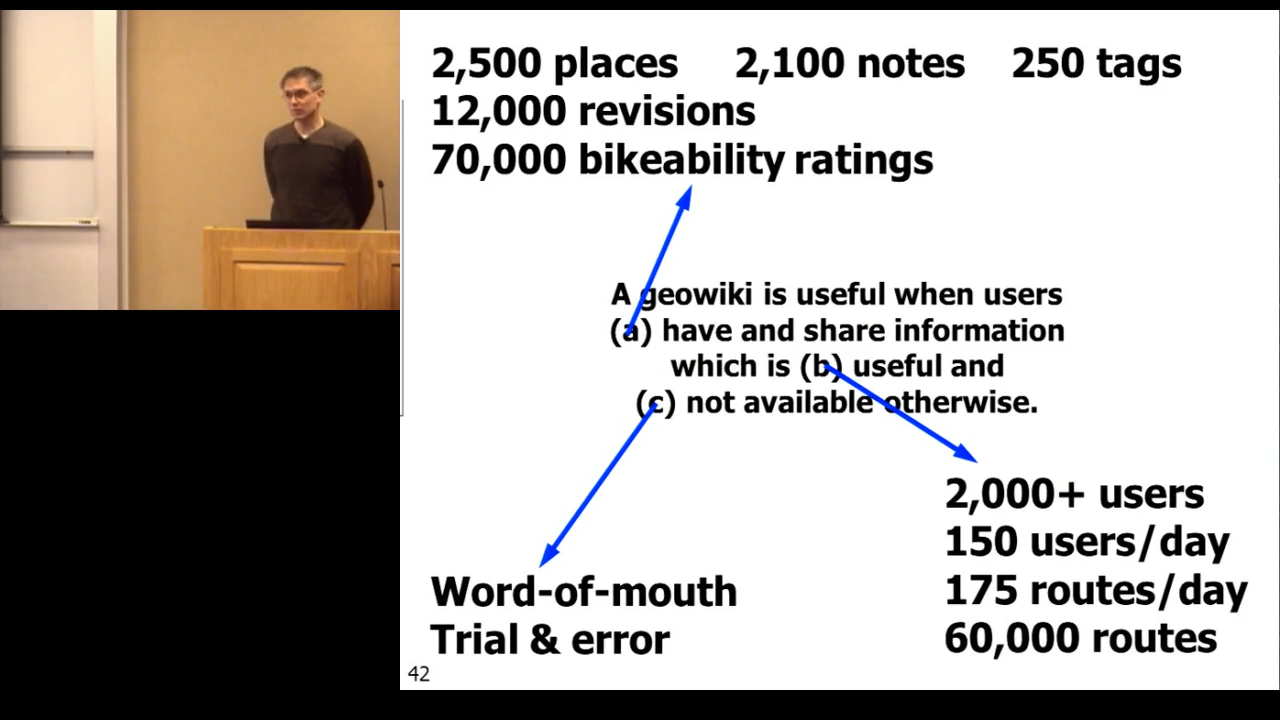 2,500 places 2,100 notes 250 tags
12,000 revisions
70,000 bikeability ratings
A geowiki is useful when users
(a) have and share information
which is (b) useful and
(c) not available otherwise.
2,000+ users
150 users/day
175 routes/day
60,000 routes
Word-of-mouth
Trial & error
42